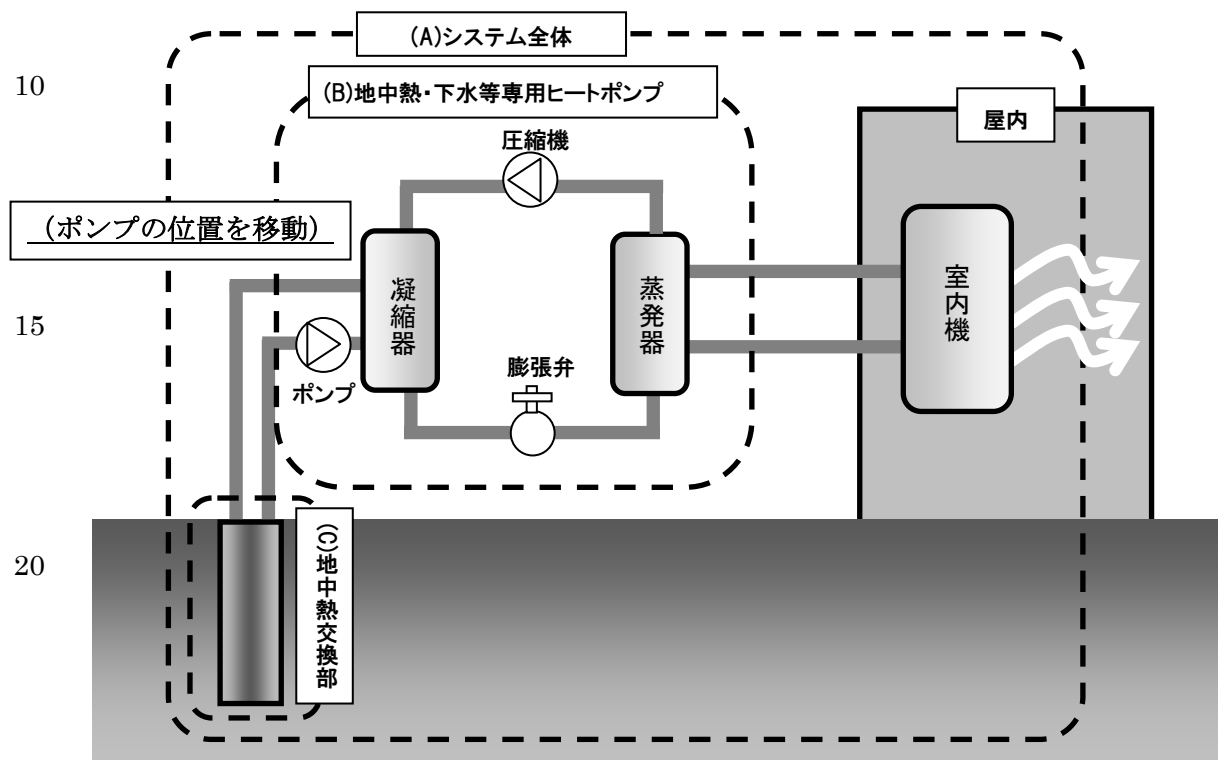 (A)システム全体
10
(B)地中熱・下水等専用ヒートポンプ
屋内
圧縮機
(ポンプの位置を移動)
凝縮器
蒸発器
室内機
15
膨張弁
ポンプ
(C)地中熱交換部
20